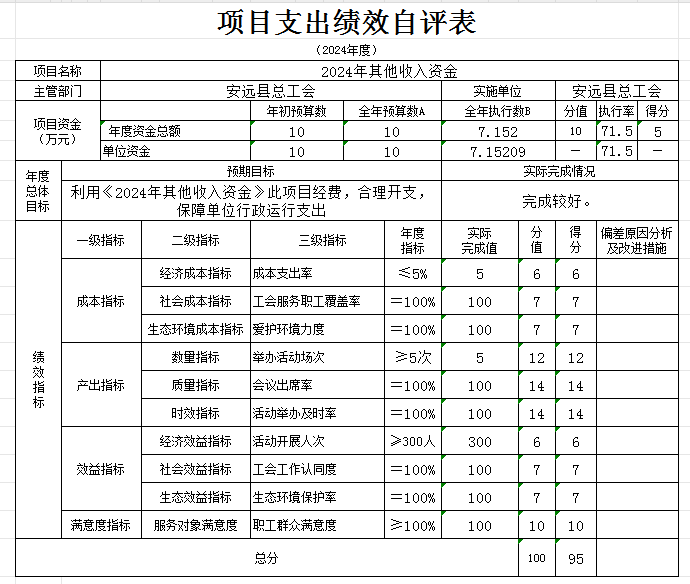 项目支出绩效自评表
（2024年度）
项目名称 2024年其他收入资金
主管部门 安远县总工会 实施单位 安远县总工会
项目资金（万元） 年初预算数 全年预算数A 全年执行数B 分值 执行率 得分
年度资金总额 10 10 7.152 10 71.5 5
单位资金 10 10 7.15209 — 71.5 —
年度总体目标 预期目标 实际完成情况
利用《2024年其他收入资金》此项目经费，合理开支，
保障单位行政运行支出
完成较好。
绩效指标 一级指标 二级指标 三级指标 年度指标 实际完成值 分值 得分 偏差原因分析及改进措施
成本指标 经济成本指标 成本支出率 ≤5% 5 6 6
社会成本指标 工会服务职工覆盖率 ＝100% 100 7 7
生态环境成本指标 爱护环境力度 ＝100% 100 7 7
产出指标 数量指标 举办活动场次 ≥5次 5 12 12
质量指标 会议出席率 ＝100% 100 14 14
时效指标 活动举办及时率 ＝100% 100 14 14
效益指标 经济效益指标 活动开展人次 ≥300人 300 6 6
社会效益指标 工会工作认同度 ＝100% 100 7 7
生态效益指标 生态环境保护率 ＝100% 100 7 7
满意度指标 服务对象满意度 职工群众满意度 ≥100% 100 10 10
总分 100 95